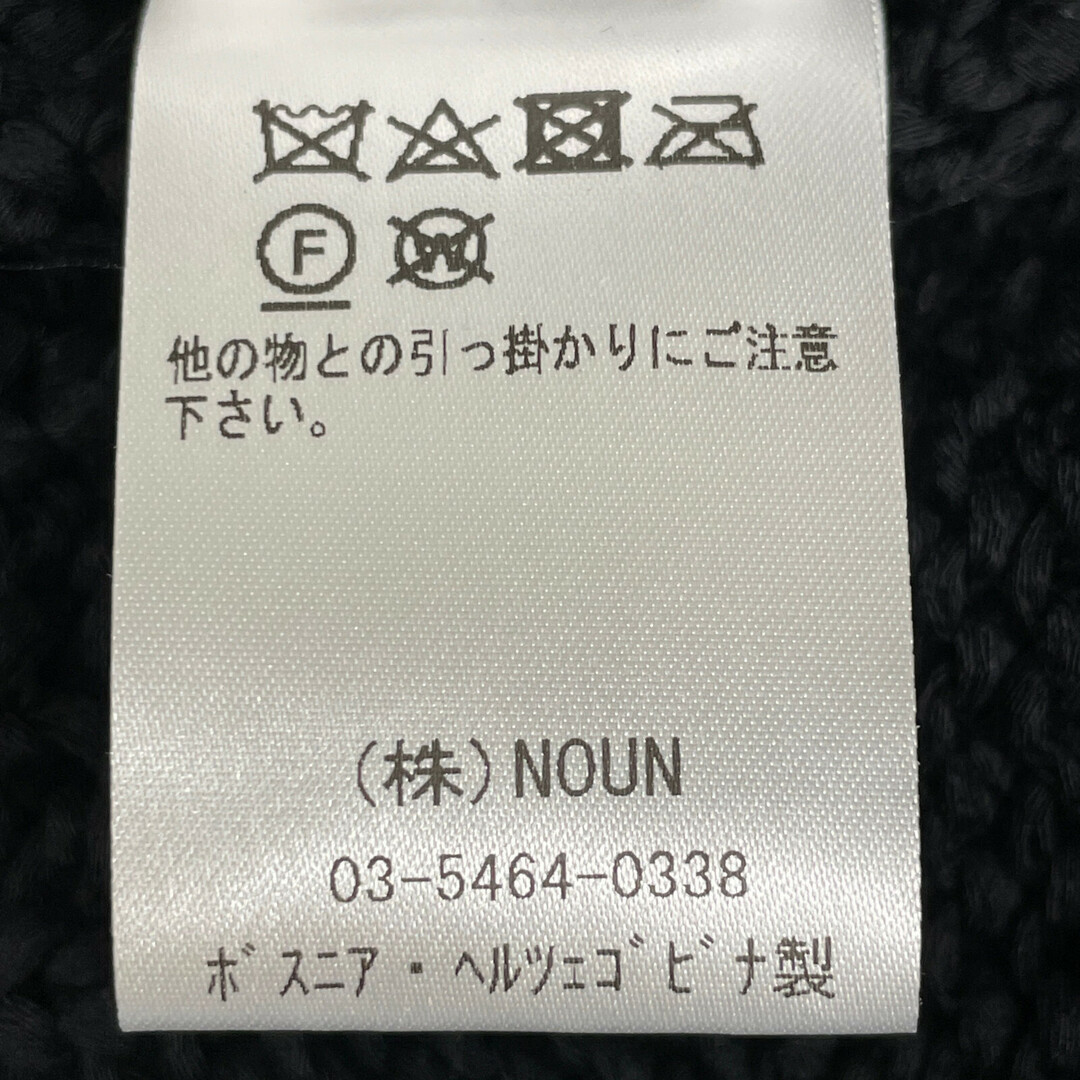 F W
他の物との引っ掛かりにご注意
下さい。
(株)NOUN
03-5464-0338
ボスニア・ヘルツェゴビナ製